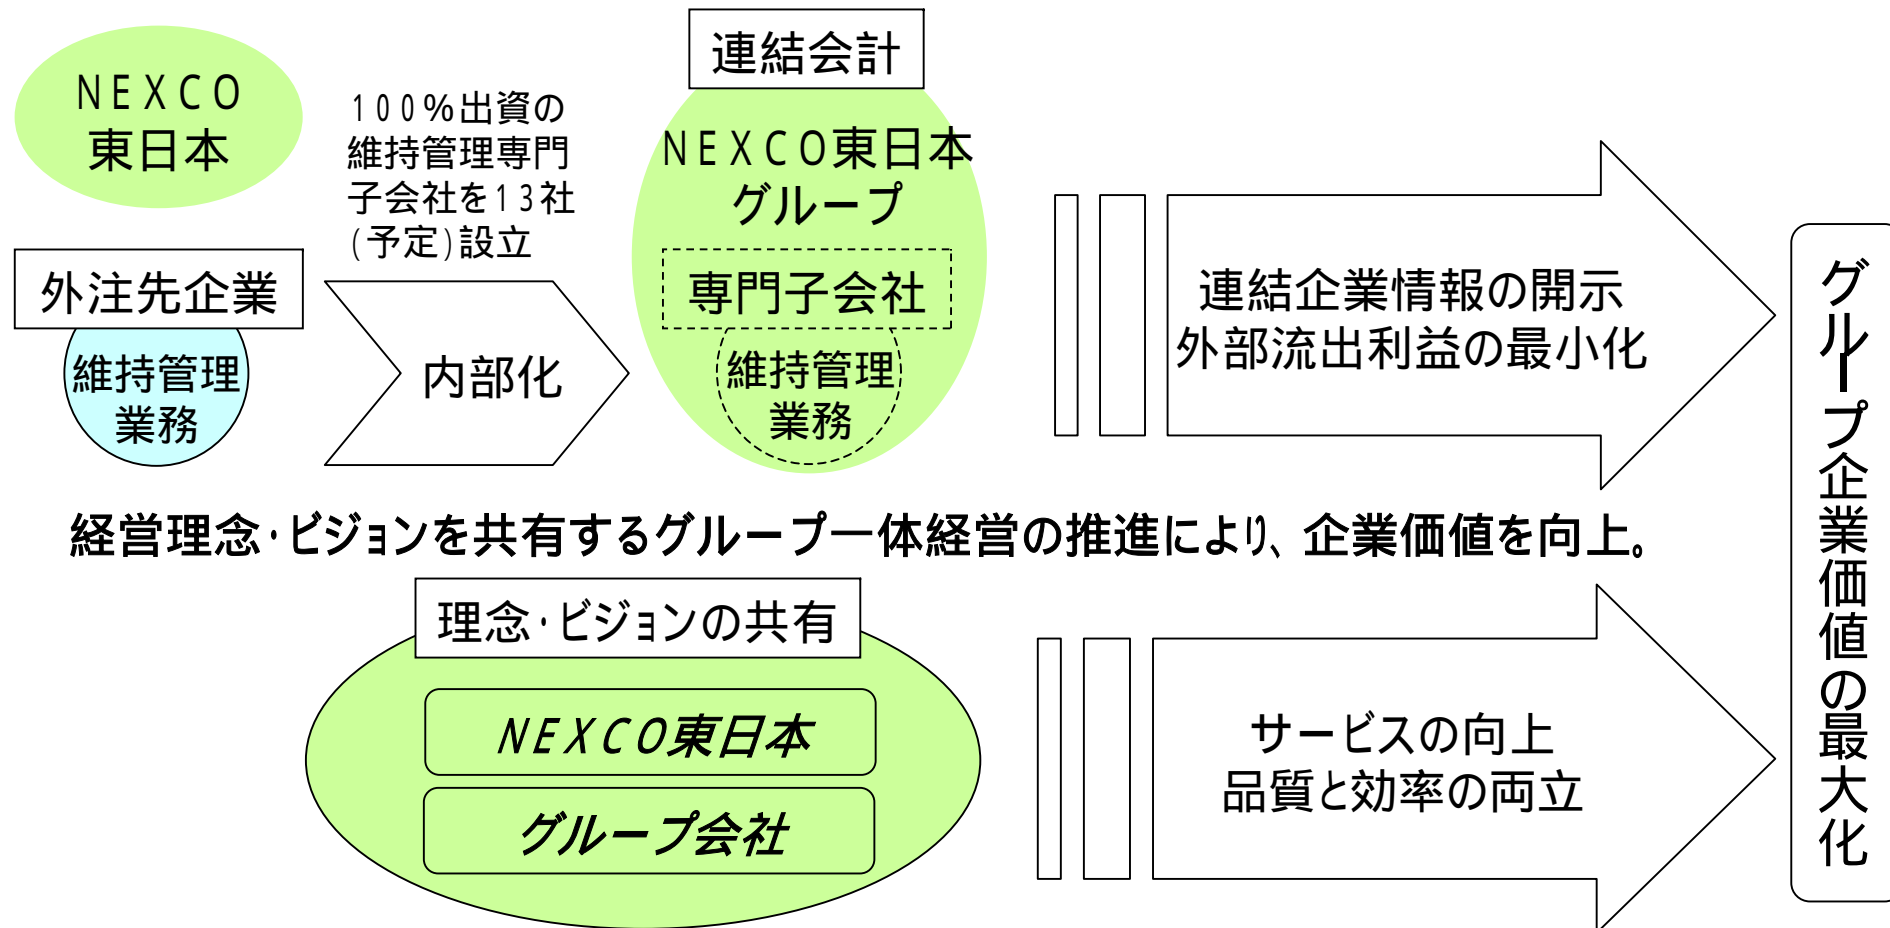 NEXCO
東日本
外注先企業
維持管理
業務
100%出資の
維持管理専門
子会社を13社
(予定)設立
内部化
連結会計
NEXCO東日本
グループ
専門子会社
維持管理
業務
連結企業情報の開示
外部流出利益の最小化
経営理念・ビジョンを共有するグループ一体経営の推進により、企業価値を向上。
理念・ビジョンの共有
NEXCO東日本
グループ会社
サービスの向上
品質と効率の両立
グループ企業価値の最大化